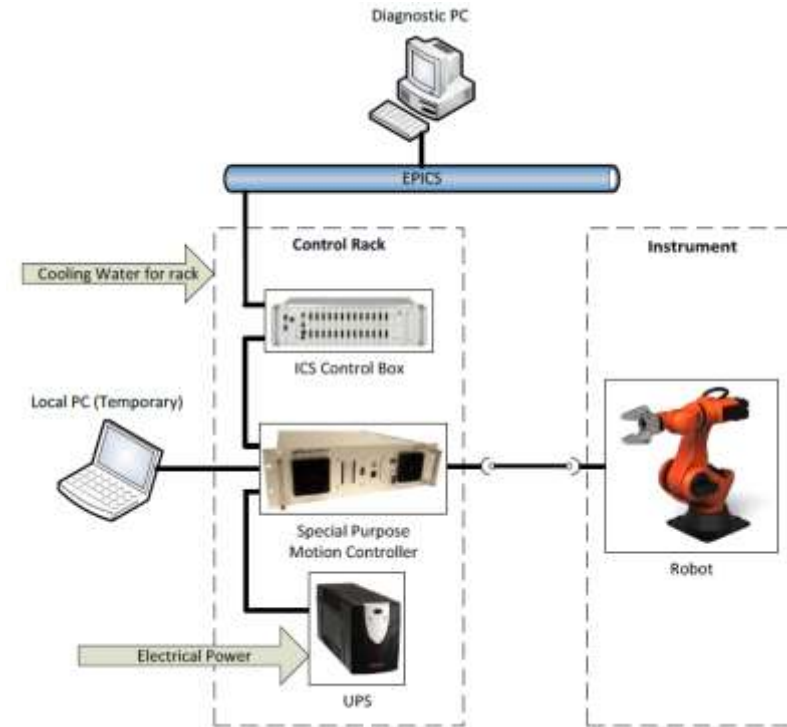 Diagnostic PC
EPICS
Control Rack
Instrument
Cooling Water for rack
ICS Control Box
Local PC (Temporary)
Special Purpose
Motion Controller
Robot
Electrical Power
UPS